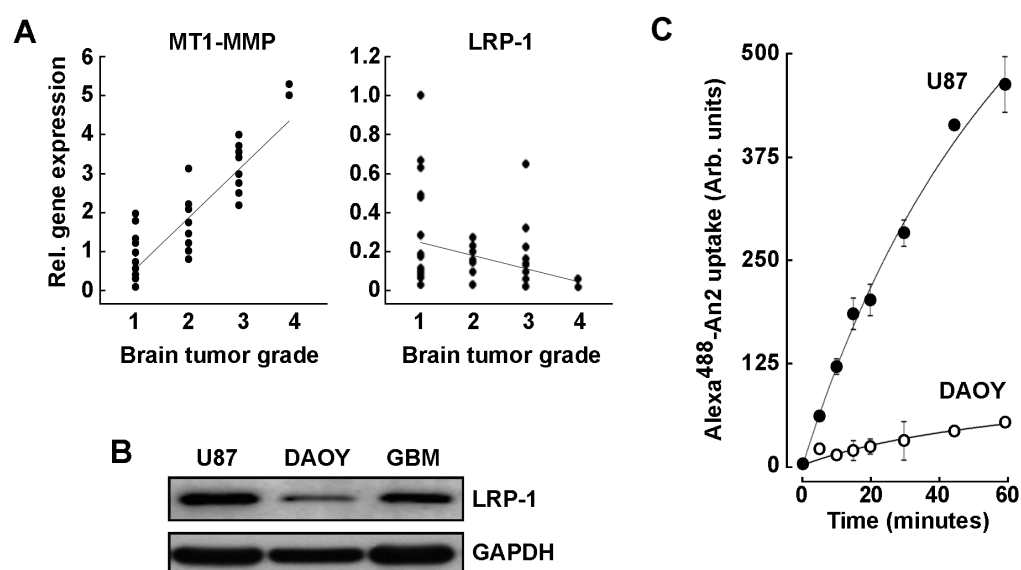 A
MT1-MMP
LRP-1
Rel. gene expression
6
5
4
3
2
1
0
1 2 3 4
Brain tumor grade
1.2
1.0
0.8
0.6
0.4
0.2
0
1 2 3 4
Brain tumor grade
B
U87 DAOY GBM
LRP-1
GAPDH
C
Alexa488-An2 uptake (Arb. units)
500
375
250
125
0
U87
DAOY
0 20 40 60
Time (minutes)